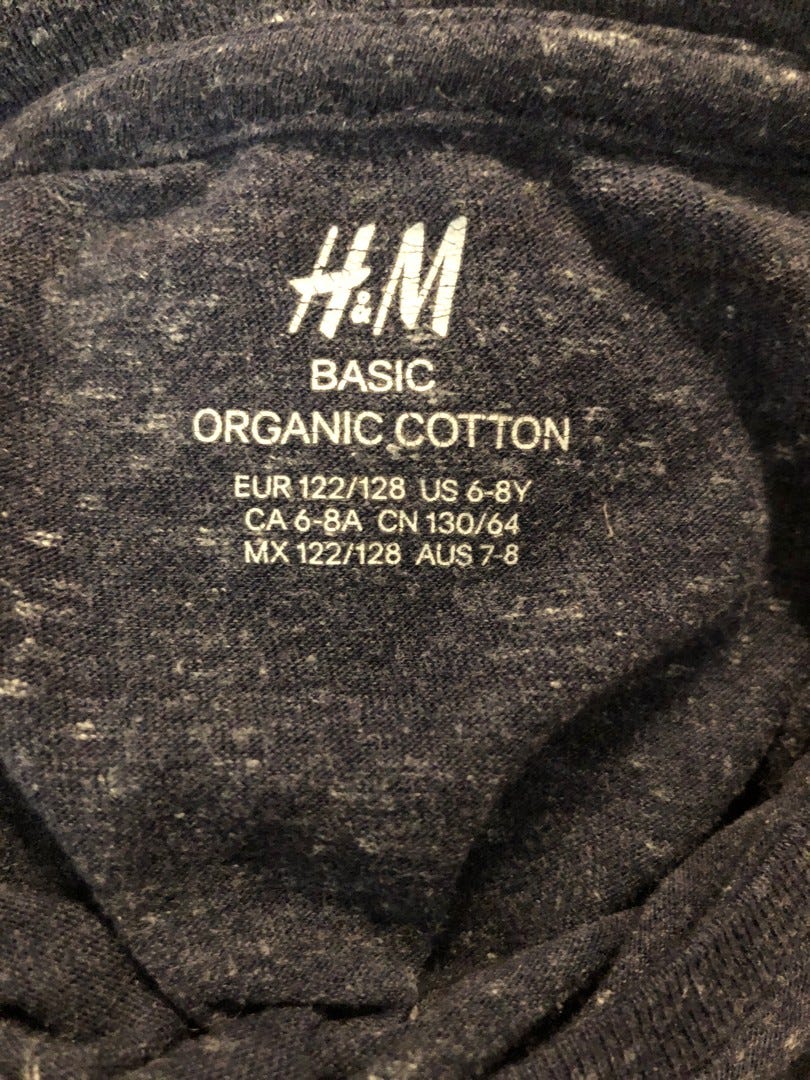 H&M
BASIC
ORGANIC COTTON
EUR 122/128 US 6-8Y
CA 6-8A CN 130/64
MX 122/128 AUS 7-8